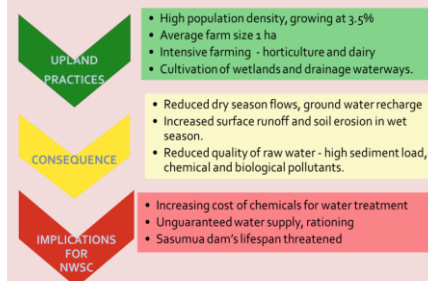 UPLAND
PRACTICES
• High population density, growing at 3.5%
• Average farm size 1 ha
• Intensive farming - horticulture and dairy
• Cultivation of wetlands and drainage waterways.
CONSEQUENCE
• Reduced dry season flows, ground water recharge
• Increased surface runoff and soil erosion in wet
season.
• Reduced quality of raw water - high sediment load,
chemical and biological pollutants.
IMPLICATIONS
FOR
NWSC
• Increasing cost of chemicals for water treatment
• Unguaranteed water supply, rationing
• Sasumua dam's lifespan threatened